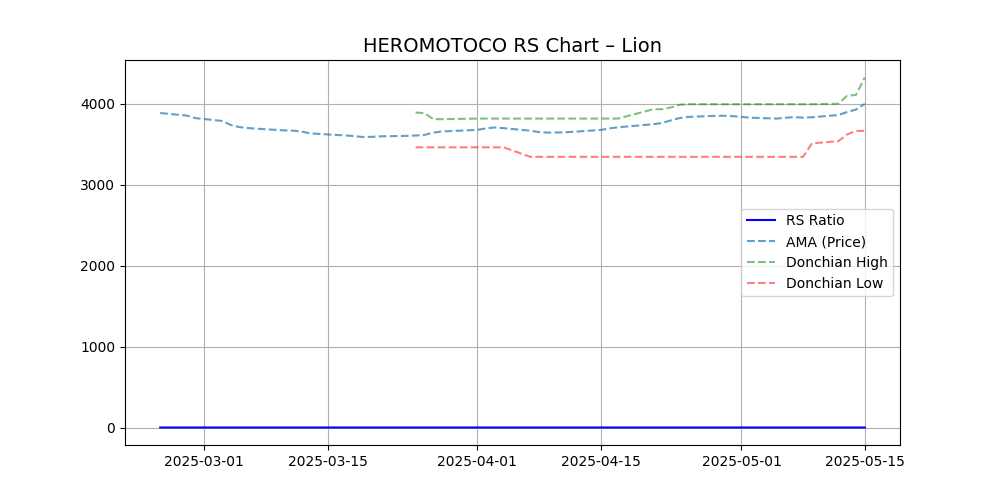 HEROMOTOCO RS Chart – Lion
4000
3000
2000
1000
0
RS Ratio
AMA (Price)
Donchian High
Donchian Low
2025-03-01
2025-03-15
2025-04-01
2025-04-15
2025-05-01
2025-05-15